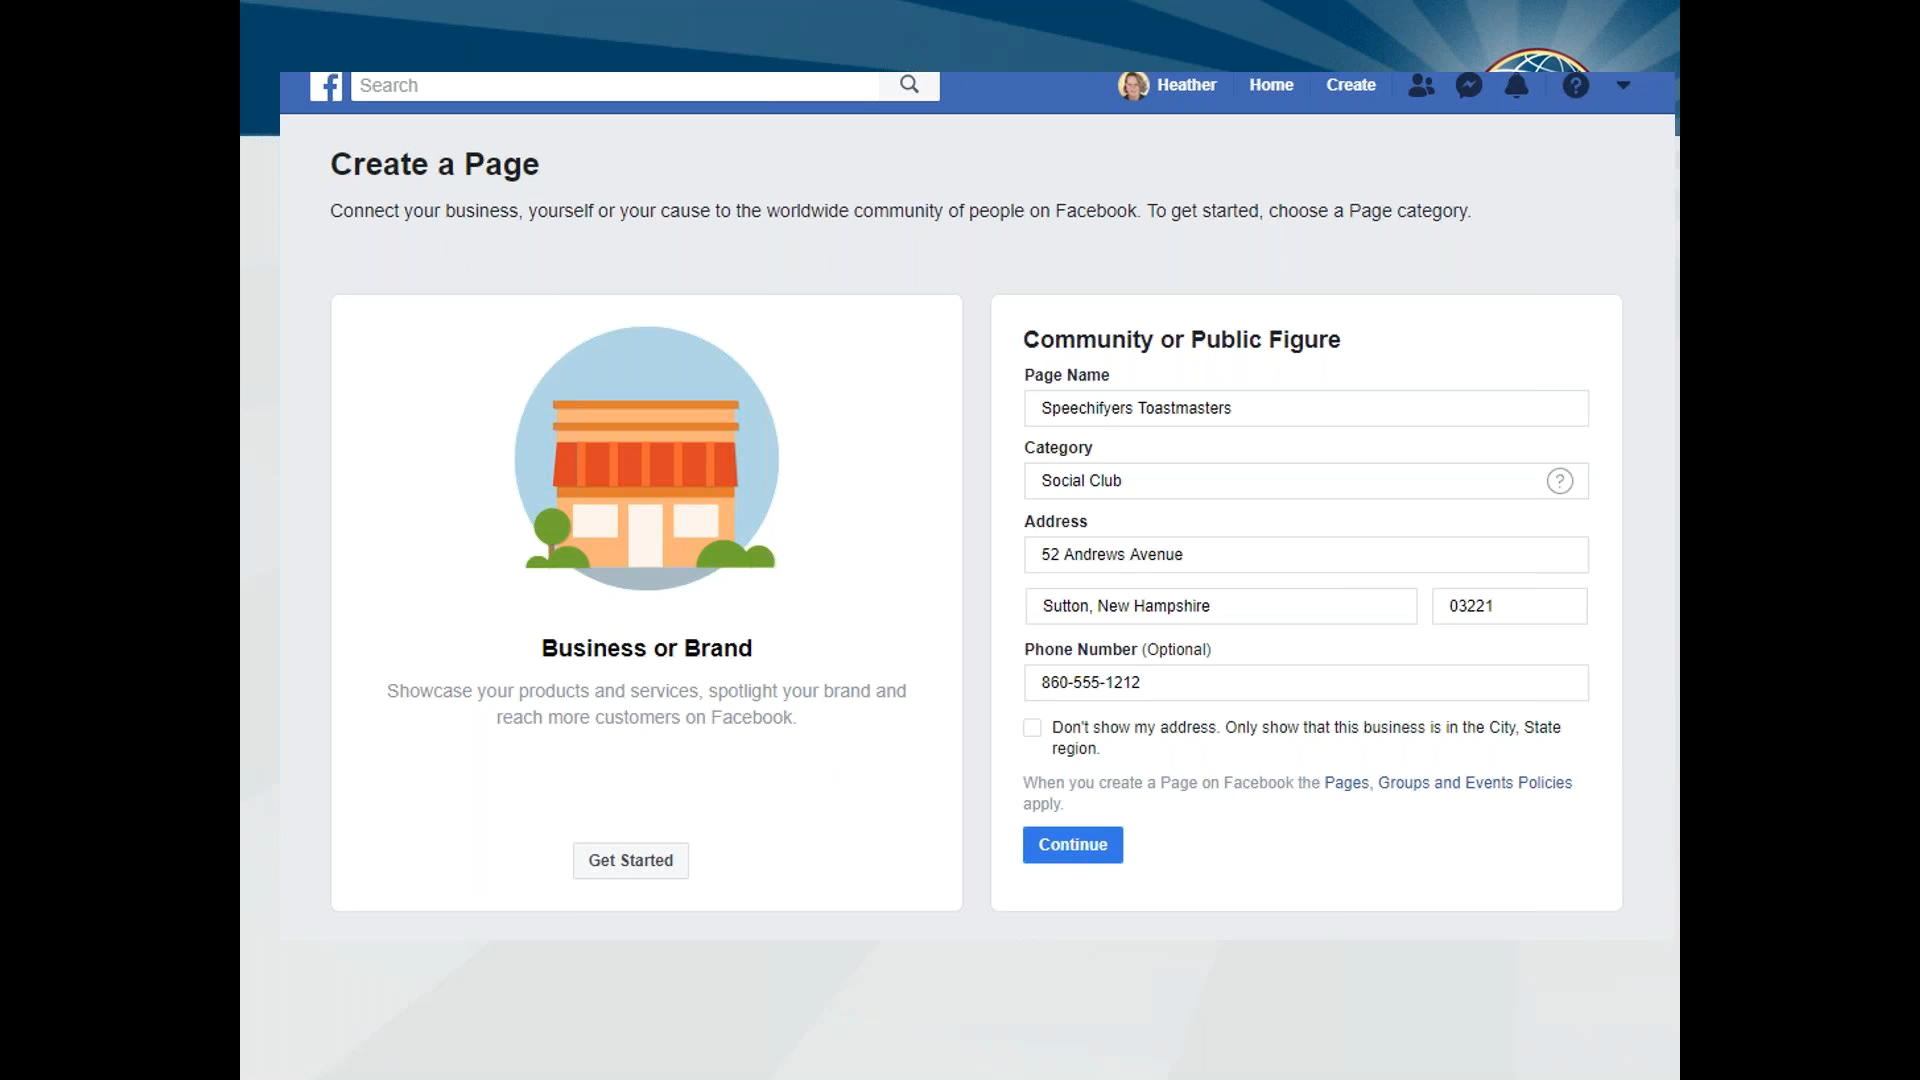 Search
Heather Home Create
Create a Page
Connect your business, yourself or your cause to the worldwide community of people on Facebook. To get started, choose a Page category.
Business or Brand
Showcase your products and services, spotlight your brand and
reach more customers on Facebook.
Get Started
Community or Public Figure
Page Name
Speechifyers Toastmasters
Category
Social Club
?
Address
52 Andrews Avenue
Sutton, New Hampshire 03221
Phone Number (Optional)
860-555-1212
Don't show my address. Only show that this business is in the City, State
region.
When you create a Page on Facebook the Pages, Groups and Events Policies
apply.
Continue